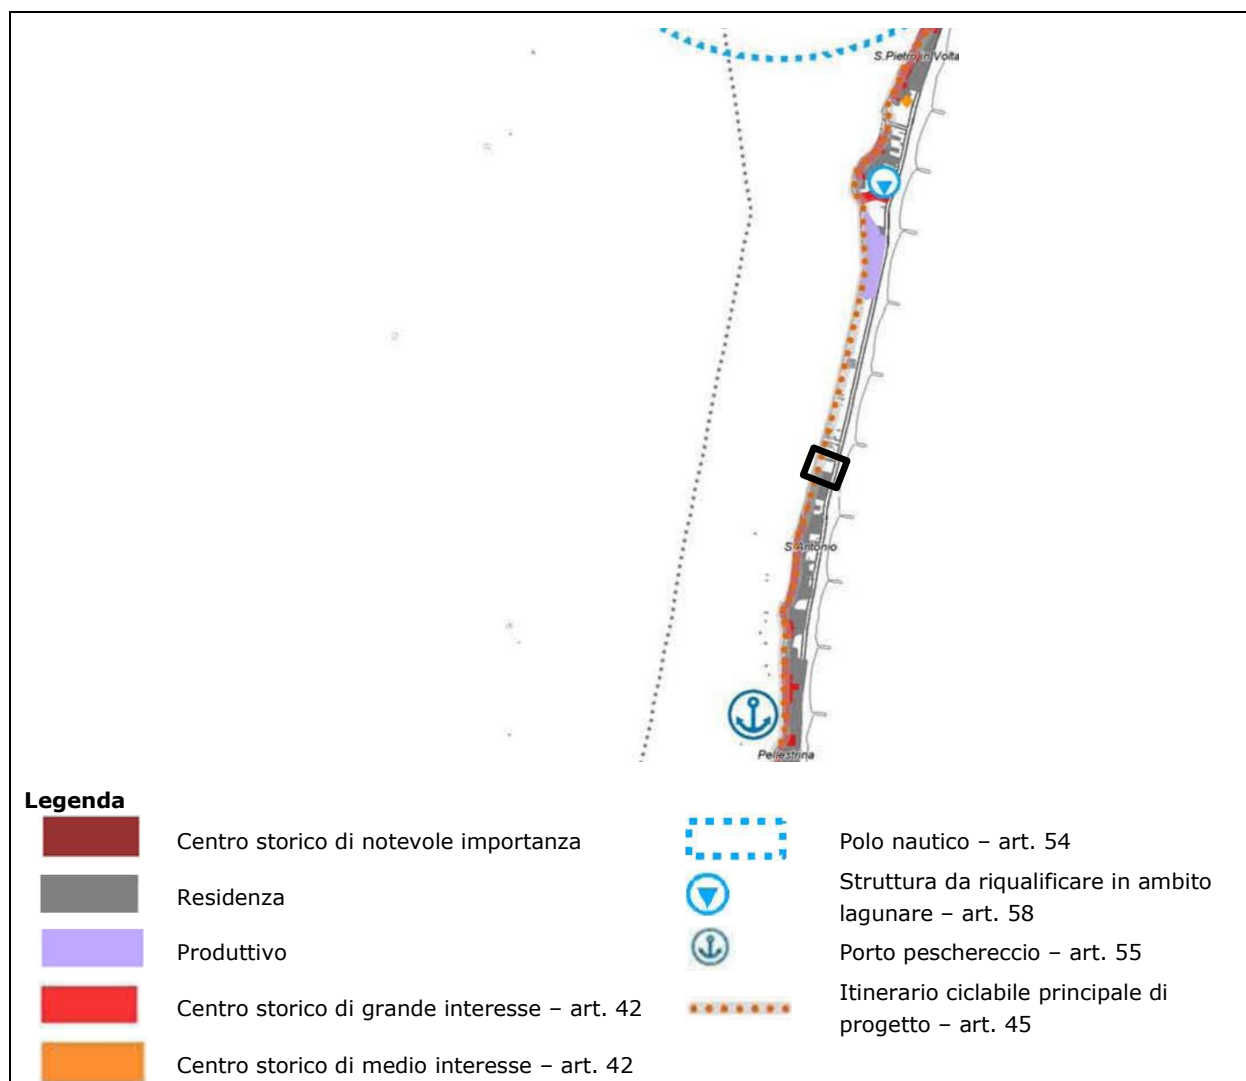 S.Pietro in Volta
S.Antonio
Pellestrina
Legenda
Centro storico di notevole importanza
Residenza
Produttivo
Centro storico di grande interesse – art. 42
Centro storico di medio interesse – art. 42
Polo nautico – art. 54
Struttura da riqualificare in ambito
lagunare – art. 58
Porto peschereccio – art. 55
Itinerario ciclabile principale di
progetto – art. 45